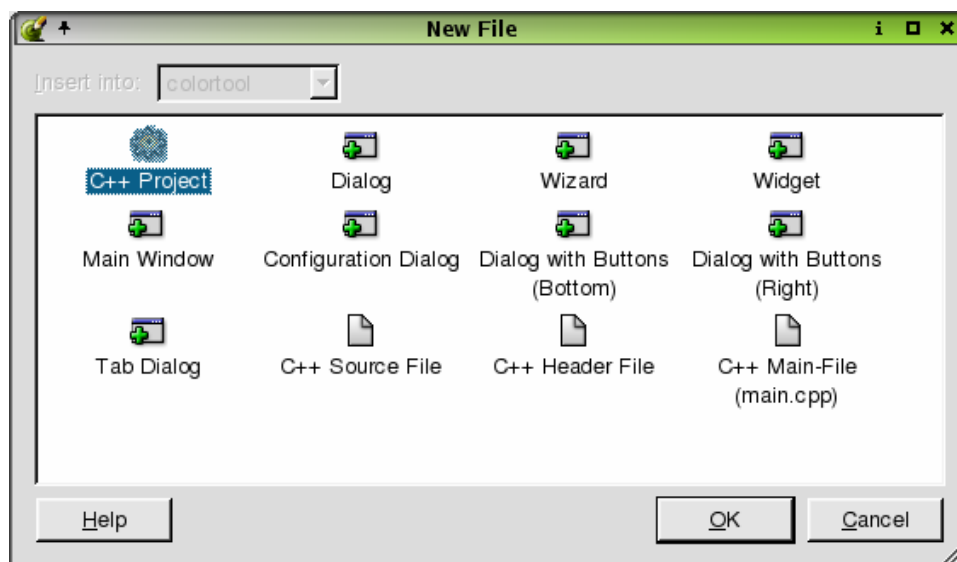 New File
Insert into: colortool
C++ Project Dialog Wizard Widget
Main Window Configuration Dialog Dialog with Buttons Dialog with Buttons
(Bottom) (Right)
Tab Dialog C++ Source File C++ Header File C++ Main-File
(main.cpp)
Help OK Cancel